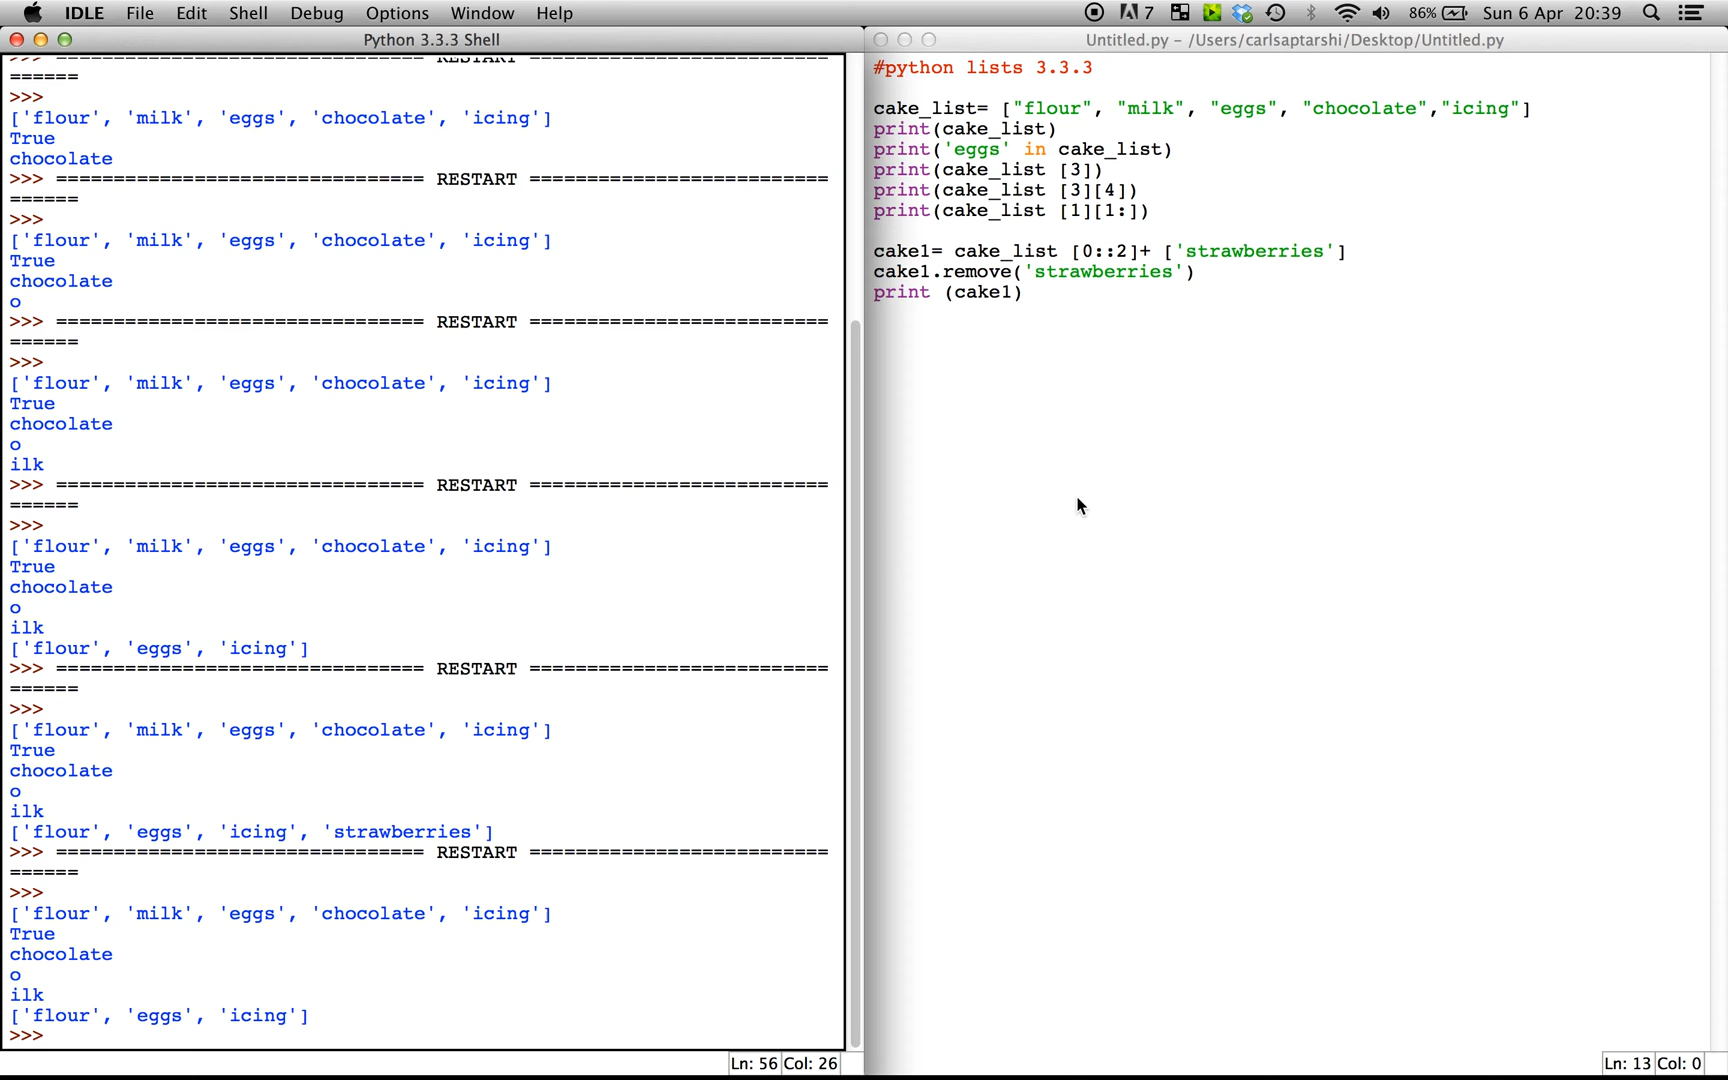 IDLE File Edit Shell Debug Options Window Help 7 86% Sun 6 Apr 20:39
Python 3.3.3 Shell
>>> ================================ RESTART ==========================
======
>>>
['flour', 'milk', 'eggs', 'chocolate', 'icing']
True
chocolate
>>> ================================ RESTART ==========================
======
>>>
['flour', 'milk', 'eggs', 'chocolate', 'icing']
True
chocolate
o
>>> ================================ RESTART ==========================
======
>>>
['flour', 'milk', 'eggs', 'chocolate', 'icing']
True
chocolate
o
ilk
>>> ================================ RESTART ==========================
======
>>>
['flour', 'milk', 'eggs', 'chocolate', 'icing']
True
chocolate
o
ilk
['flour', 'eggs', 'icing']
>>> ================================ RESTART ==========================
======
>>>
['flour', 'milk', 'eggs', 'chocolate', 'icing']
True
chocolate
o
ilk
['flour', 'eggs', 'icing', 'strawberries']
>>> ================================ RESTART ==========================
======
>>>
['flour', 'milk', 'eggs', 'chocolate', 'icing']
True
chocolate
o
ilk
['flour', 'eggs', 'icing']
>>>
Ln: 56 Col: 26
Untitled.py – /Users/carlsaptarshi/Desktop/Untitled.py
#python lists 3.3.3
cake_list= ["flour", "milk", "eggs", "chocolate","icing"]
print(cake_list)
print('eggs' in cake_list)
print(cake_list [3])
print(cake_list [3][4])
print(cake_list [1][1:])
cake1= cake_list [0::2]+ ['strawberries']
cake1.remove('strawberries')
print (cake1)
Ln: 13 Col: 0